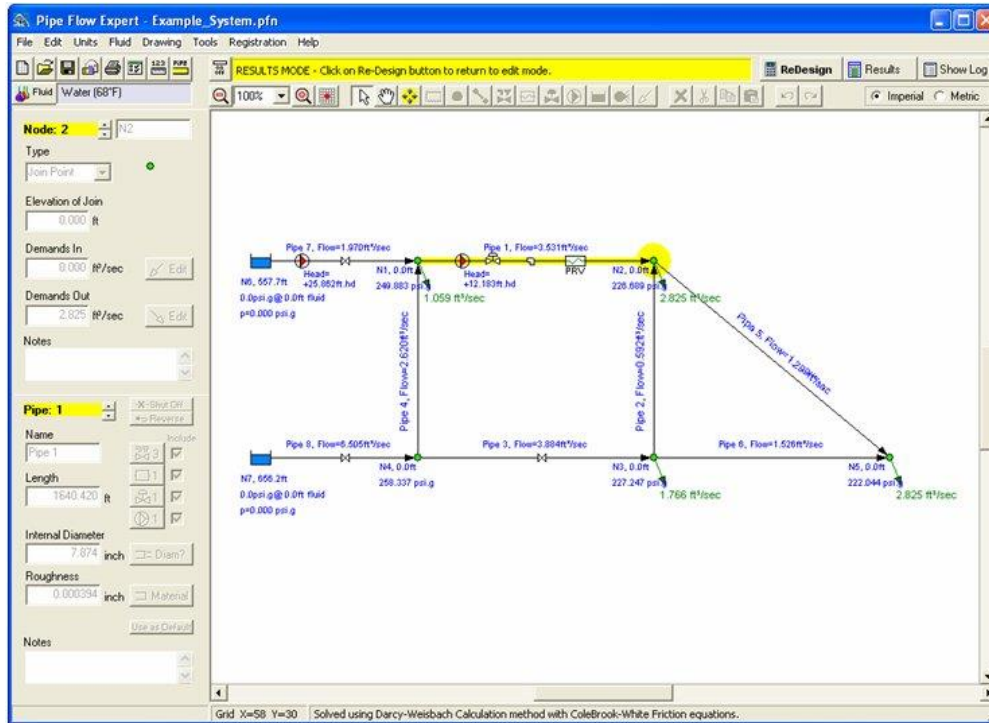 Pipe Flow Expert - Example_System.pfn
File Edit Units Fluid Drawing Tools Registration Help
RESULTS MODE - Click on Re-Design button to return to edit mode.
ReDesign Results Show Log
Fluid Water (68°F)
100%
Imperial Metric
Node: 2 N2
Type
Join Point
Elevation of Join
0.000 ft
Demands In
0.000 ft³/sec Edit
Demands Out
2.825 ft³/sec Edit
Notes
Pipe: 1
X-Shut Off
Reverse
Name
Include
Pipe 1
3
Length
1
1640.420 ft
1
1
Internal Diameter
7.874 inch Diam?
Roughness
0.000394 inch Material
Use as Default
Notes
Pipe 7, Flow=1.970ft³/sec
Pipe 1, Flow=3.531ft³/sec
N6, 557.7ft
0.0psi.g@ 0.0ft fluid
p=0.000 psi.g
Head=
+25.862ft.hd
N1, 0.0ft
249.883 psi.g
1.059 ft³/sec
Head=
+12.183ft.hd
PRV
N2, 0.0ft
226.689 psi.g
2.825 ft³/sec
Pipe 4, Flow=2.620ft³/sec
Pipe 2, Flow=0.592ft³/sec
Pipe 8, Flow=6.505ft³/sec
Pipe 3, Flow=3.884ft³/sec
Pipe 6, Flow=1.526ft³/sec
N7, 656.2ft
0.0psi.g@ 0.0ft fluid
p=0.000 psi.g
N4, 0.0ft
258.337 psi.g
N3, 0.0ft
227.247 psi.g
1.766 ft³/sec
N5, 0.0ft
222.044 psi.g
2.825 ft³/sec
Grid X=58 Y=30 Solved using Darcy-Weisbach Calculation method with ColeBrook-White Friction equations.